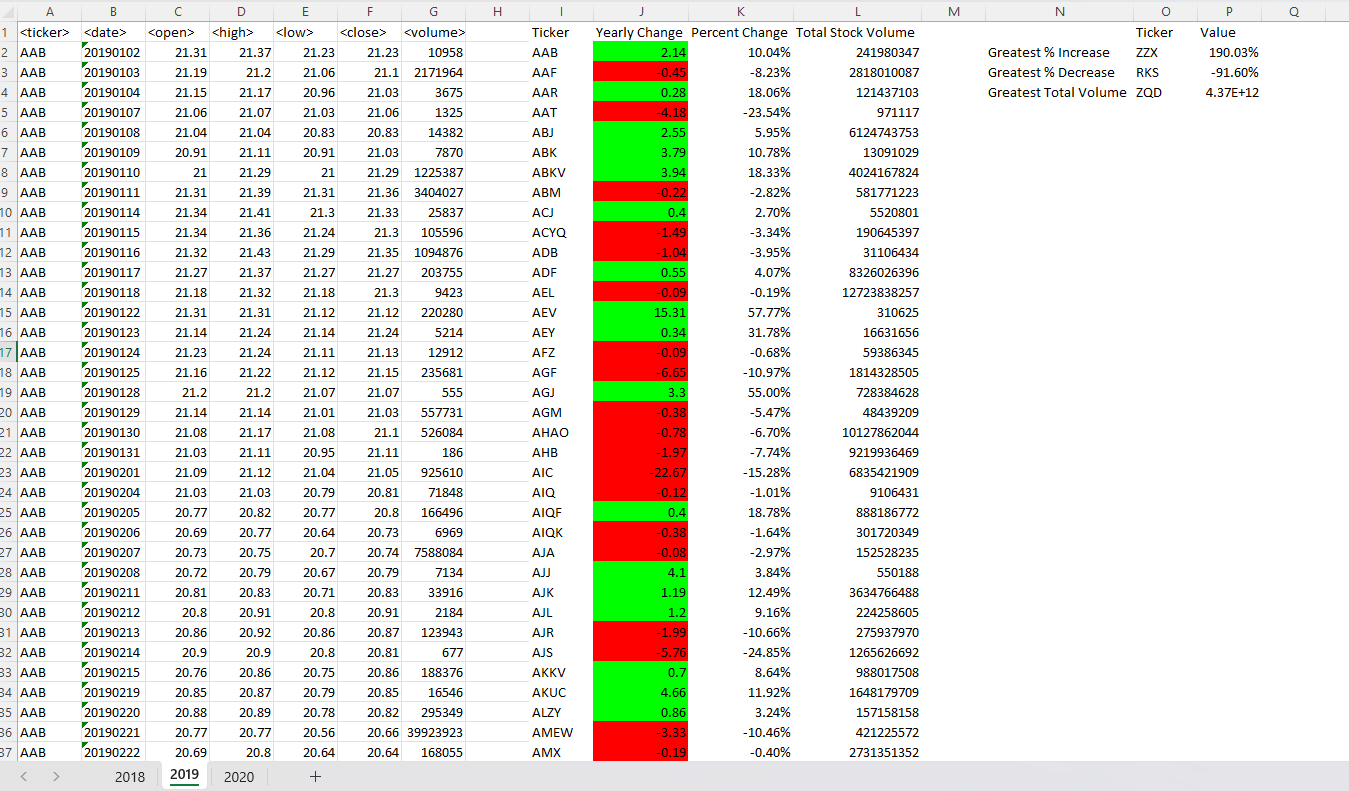 A B C D E F G H I J K L M N O P Q
1 <ticker> <date> <open> <high> <low> <close> <volume> Ticker Yearly Change Percent Change Total Stock Volume Ticker Value
2 AAB 20190102 21.31 21.37 21.23 21.23 10958 AAB 2.14 10.04% 241980347 Greatest % Increase ZZX 190.03%
3 AAB 20190103 21.19 21.2 21.06 21.1 2171964 AAF -0.45 -8.23% 2818010087 Greatest % Decrease RKS -91.60%
4 AAB 20190104 21.15 21.17 20.96 21.03 3675 AAR 0.28 18.06% 121437103 Greatest Total Volume ZQD 4.37E+12
5 AAB 20190107 21.06 21.07 21.03 21.06 1325 AAT -4.18 -23.54% 971117
6 AAB 20190108 21.04 21.04 20.83 20.83 14382 ABJ 2.55 5.95% 6124743753
7 AAB 20190109 20.91 21.11 20.91 21.03 7870 ABK 3.79 10.78% 13091029
8 AAB 20190110 21 21.29 21 21.29 1225387 ABKV 3.94 18.33% 4024167824
9 AAB 20190111 21.31 21.39 21.31 21.36 3404027 ABM -0.22 -2.82% 581771223
10 AAB 20190114 21.34 21.41 21.3 21.33 25837 ACJ 0.4 2.70% 5520801
11 AAB 20190115 21.34 21.36 21.24 21.3 105596 ACYQ -1.49 -3.34% 190645397
12 AAB 20190116 21.32 21.43 21.29 21.35 1094876 ADB -1.04 -3.95% 31106434
13 AAB 20190117 21.27 21.37 21.27 21.27 203755 ADF 0.55 4.07% 8326026396
14 AAB 20190118 21.18 21.32 21.18 21.3 9423 AEL -0.09 -0.19% 12723838257
15 AAB 20190122 21.31 21.31 21.12 21.12 220280 AEV 15.31 57.77% 310625
16 AAB 20190123 21.14 21.24 21.14 21.24 5214 AEY 0.34 31.78% 16631656
17 AAB 20190124 21.23 21.24 21.11 21.13 12912 AFZ -0.09 -0.68% 59386345
18 AAB 20190125 21.16 21.22 21.12 21.15 235681 AGF -6.65 -10.97% 1814328505
19 AAB 20190128 21.2 21.2 21.07 21.07 555 AGJ 3.3 55.00% 728384628
20 AAB 20190129 21.14 21.14 21.01 21.03 557731 AGM -0.38 -5.47% 48439209
21 AAB 20190130 21.08 21.17 21.08 21.1 526084 AHAO -0.78 -6.70% 10127862044
22 AAB 20190131 21.03 21.11 20.95 21.11 186 AHB -1.97 -7.74% 9219936469
23 AAB 20190201 21.09 21.12 21.04 21.05 925610 AIC -22.67 -15.28% 6835421909
24 AAB 20190204 21.03 21.03 20.79 20.81 71848 AIQ -0.12 -1.01% 9106431
25 AAB 20190205 20.77 20.82 20.77 20.8 166496 AIQF 0.4 18.78% 888186772
26 AAB 20190206 20.69 20.77 20.64 20.73 6969 AIQK -0.38 -1.64% 301720349
27 AAB 20190207 20.73 20.75 20.7 20.74 7588084 AJA -0.08 -2.97% 152528235
28 AAB 20190208 20.72 20.79 20.67 20.79 7134 AJJ 4.1 3.84% 550188
29 AAB 20190211 20.81 20.83 20.71 20.83 33916 AJK 1.19 12.49% 3634766488
30 AAB 20190212 20.8 20.91 20.8 20.91 2184 AJL 1.2 9.16% 224258605
31 AAB 20190213 20.86 20.92 20.86 20.87 123943 AJR -1.99 -10.66% 275937970
32 AAB 20190214 20.9 20.9 20.8 20.81 677 AJS -5.76 -24.85% 1265626692
33 AAB 20190215 20.76 20.86 20.75 20.86 188376 AKKV 0.7 8.64% 988017508
34 AAB 20190219 20.85 20.87 20.79 20.85 16546 AKUC 4.66 11.92% 1648179709
35 AAB 20190220 20.88 20.89 20.78 20.82 295349 ALZY 0.86 3.24% 157158158
36 AAB 20190221 20.77 20.77 20.56 20.66 39923923 AMEW -3.33 -10.46% 421225572
37 AAB 20190222 20.69 20.8 20.64 20.64 168055 AMX -0.19 -0.40% 2731351352
2018 2019 2020